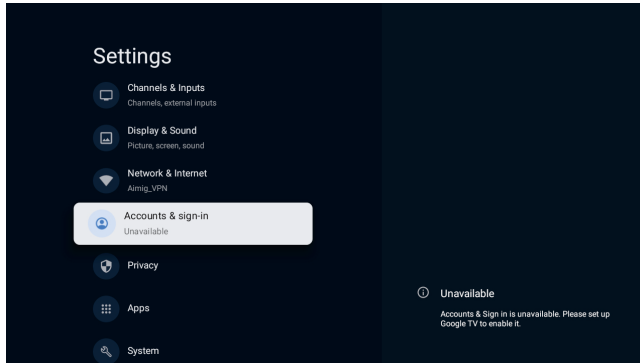 Settings
Channels & Inputs
Channels, external inputs
Display & Sound
Picture, screen, sound
Network & Internet
Aimig_VPN
Accounts & sign-in
Unavailable
Privacy
Apps
System
Unavailable
Accounts & Sign in is unavailable. Please set up
Google TV to enable it.